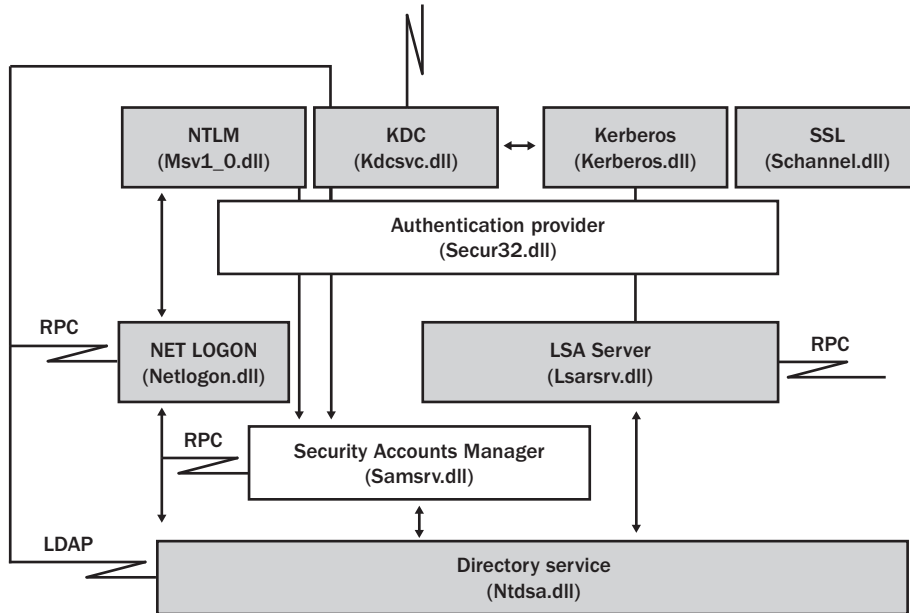 NTLM
(Msv1_0.dll)
KDC
(Kdcsvc.dll)
Kerberos
(Kerberos.dll)
SSL
(Schannel.dll)
Authentication provider
(Secur32.dll)
RPC
NET LOGON
(Netlogon.dll)
LSA Server
(Lsarsrv.dll)
RPC
RPC
Security Accounts Manager
(Samsrv.dll)
LDAP
Directory service
(Ntdsa.dll)